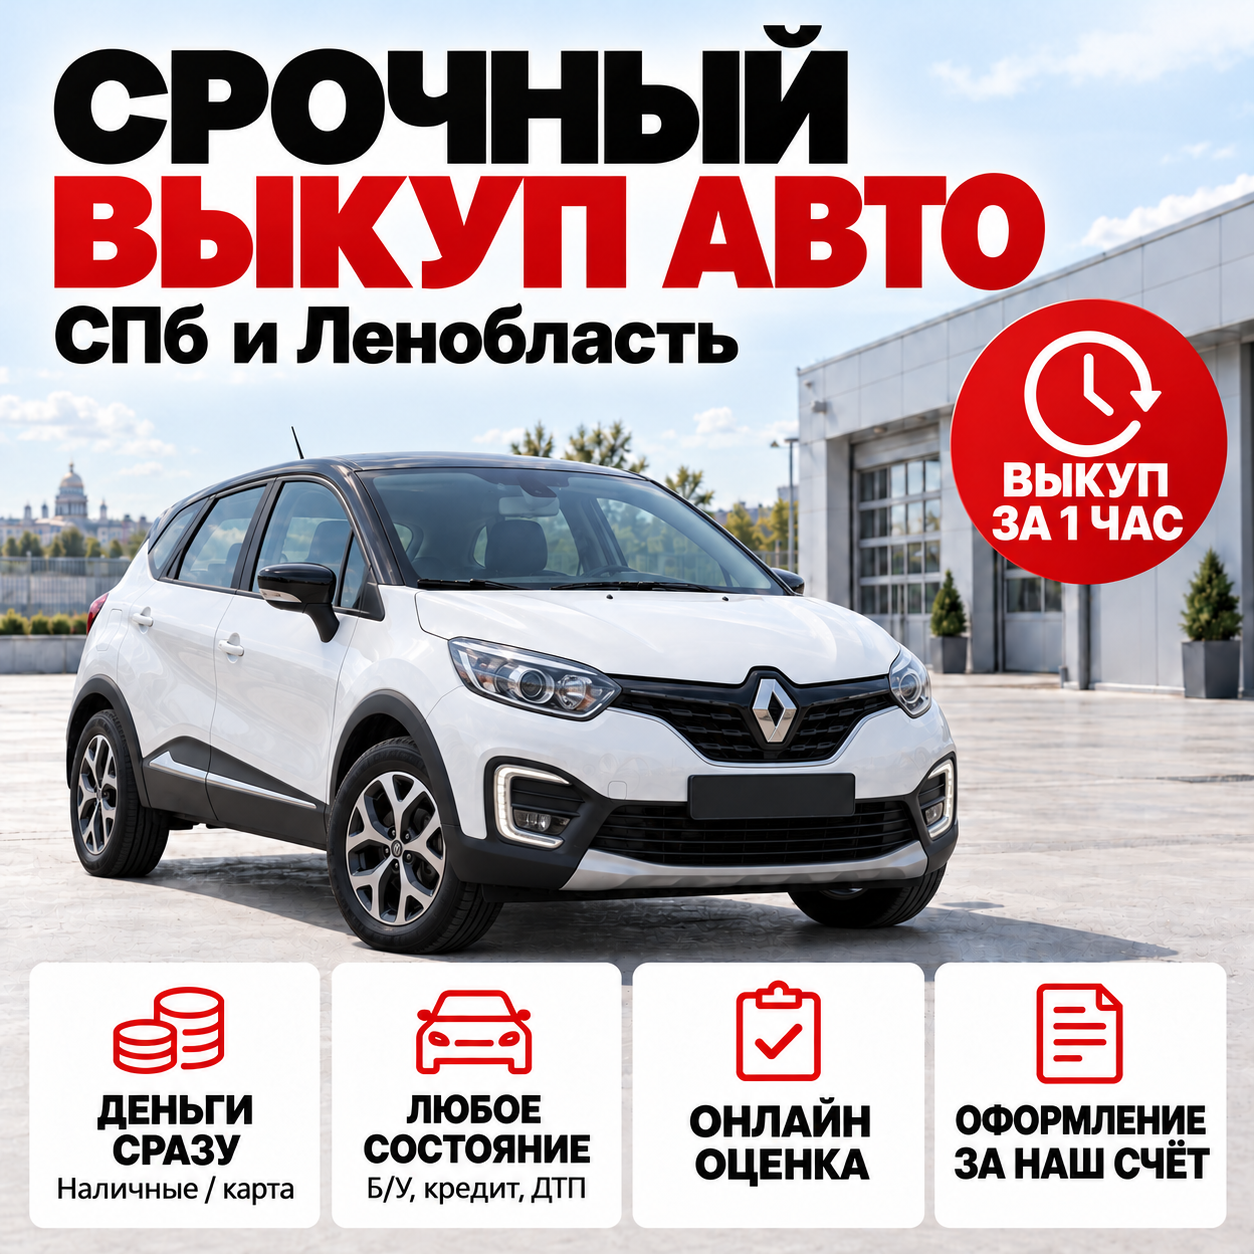 СРОЧНЫЙ
ВЫКУП АВТО
СПб и Ленобласть
ВЫКУП
ЗА 1 ЧАС
ДЕНЬГИ
СРАЗУ
Наличные / карта
ЛЮБОЕ
СОСТОЯНИЕ
Б/У, кредит, ДТП
ОНЛАЙН
ОЦЕНКА
ОФОРМЛЕНИЕ
ЗА НАШ СЧЁТ